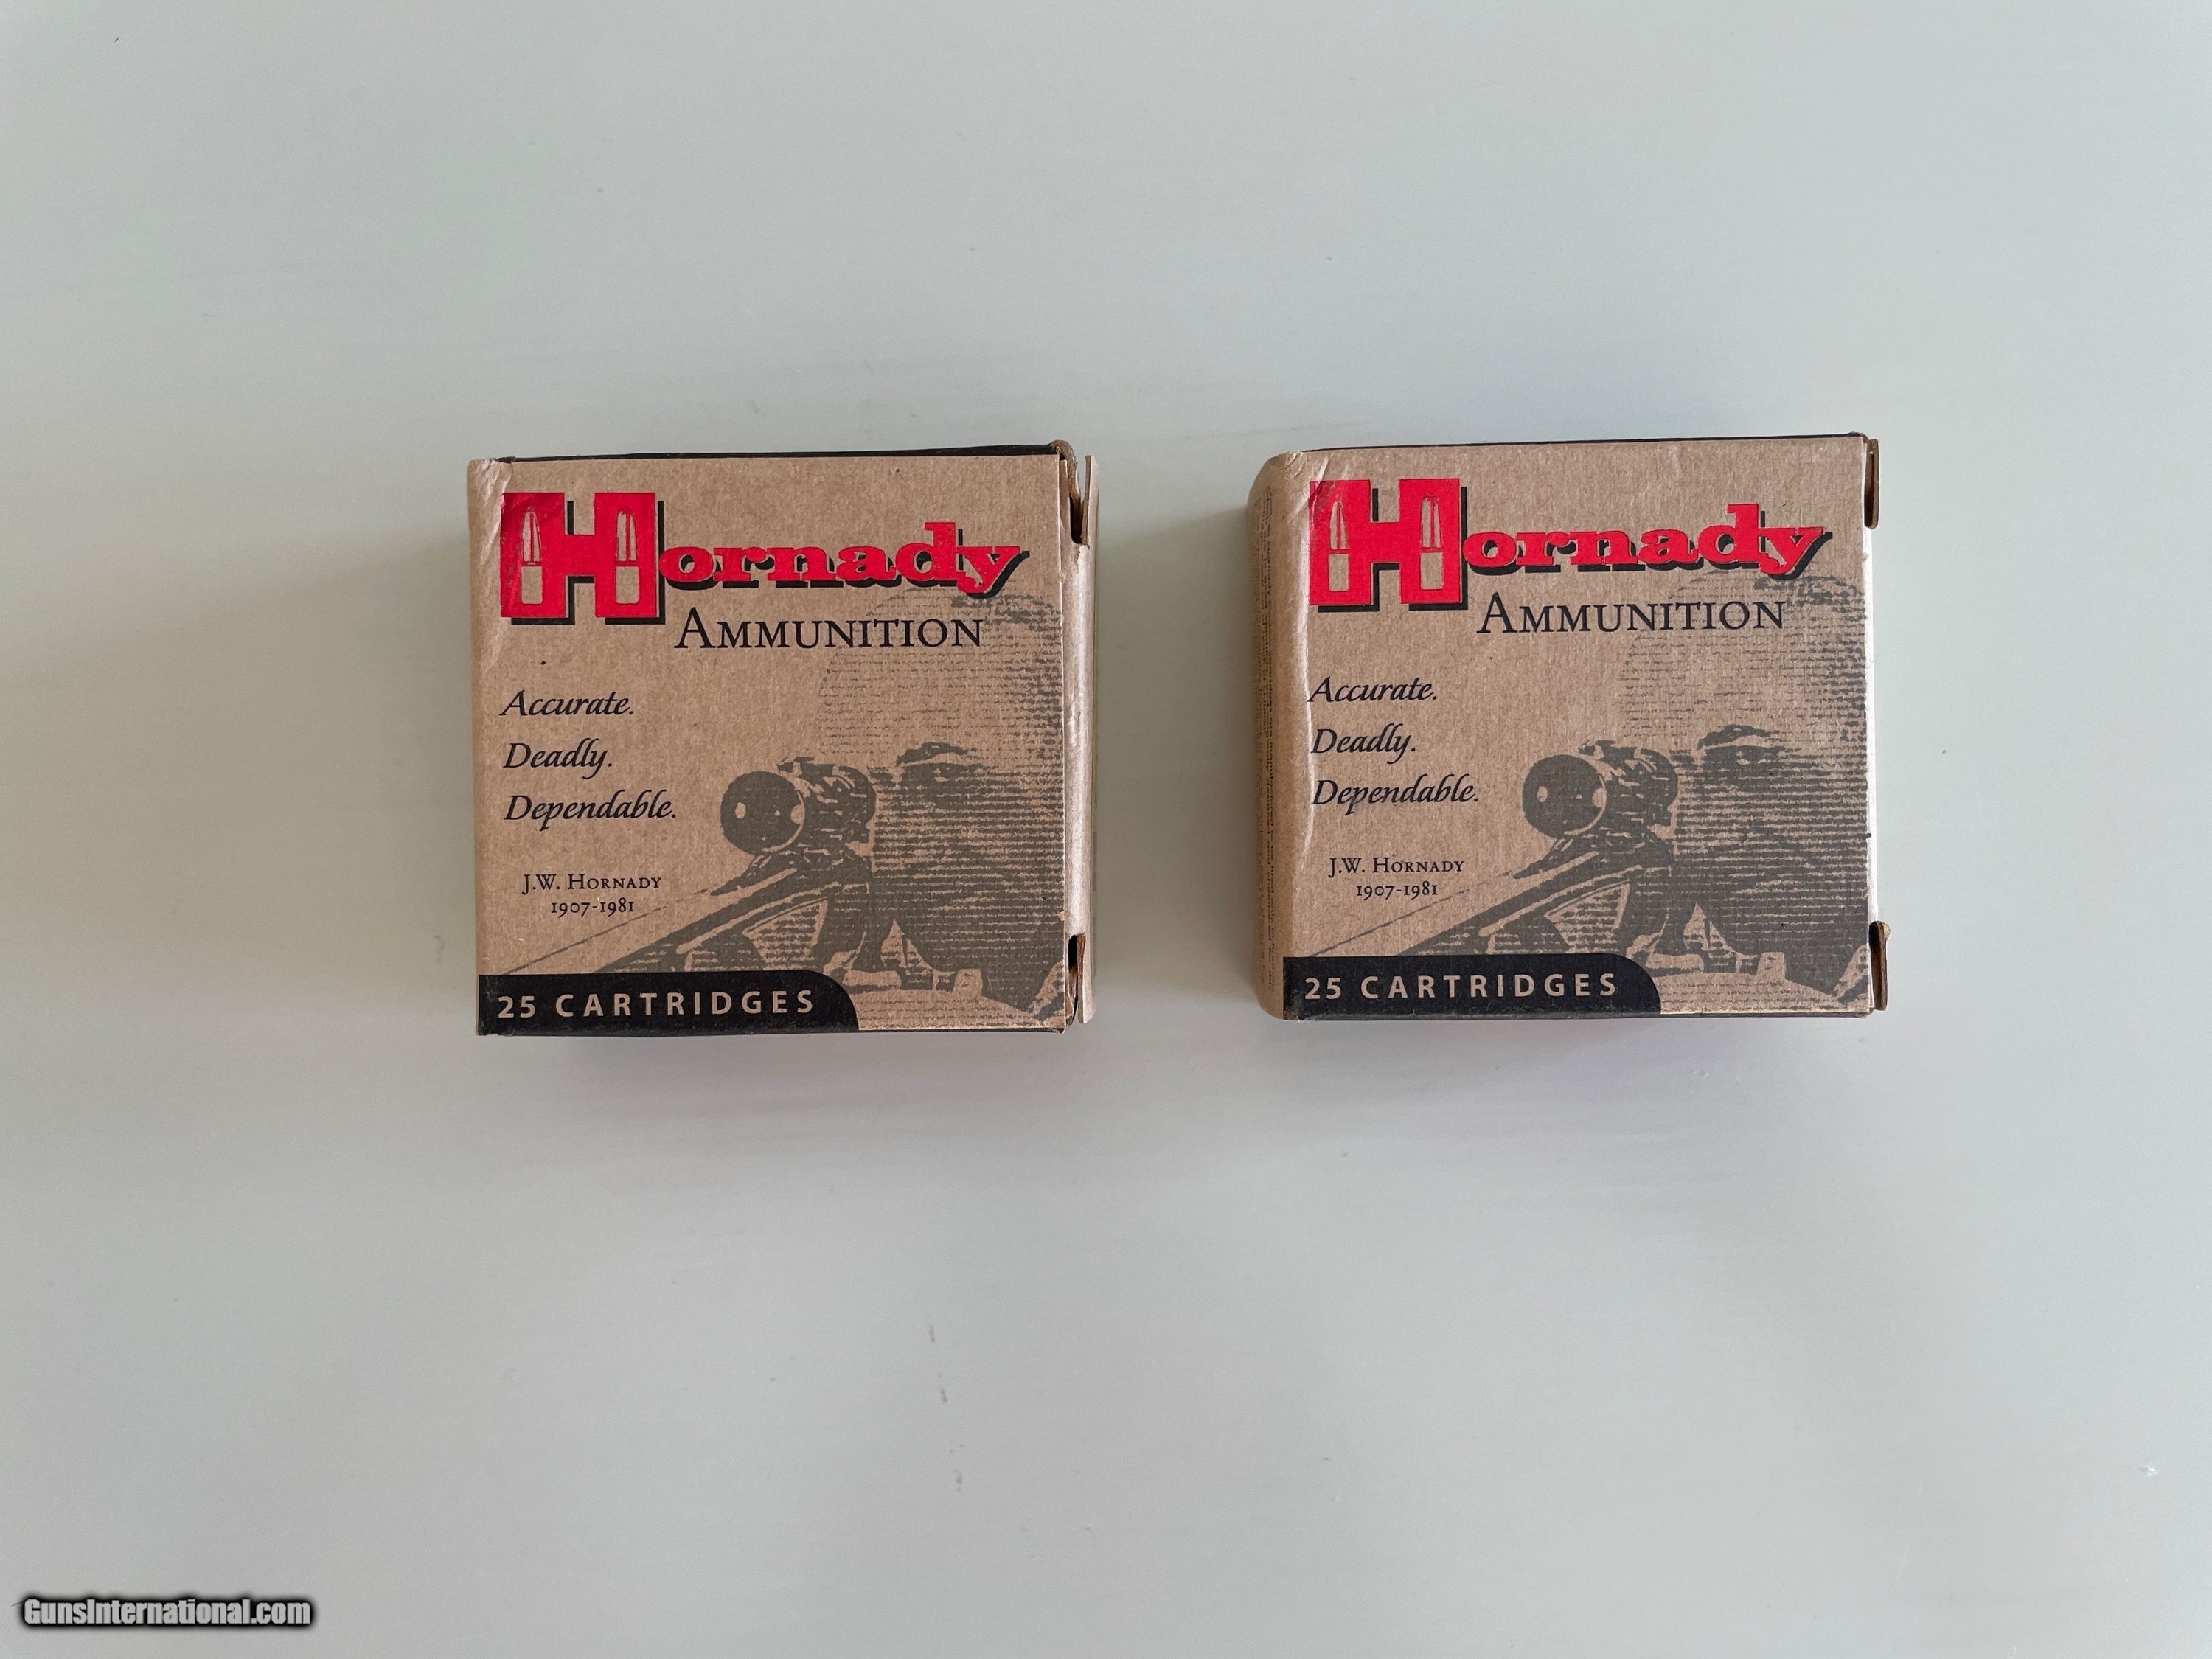 Hornady
Ammunition
Accurate.
Deadly.
Dependable.
J.W. Hornady
1907-1981
25 CARTRIDGES
Hornady
Ammunition
Accurate.
Deadly.
Dependable.
J.W. Hornady
1907-1981
25 CARTRIDGES
GunsInternational.com